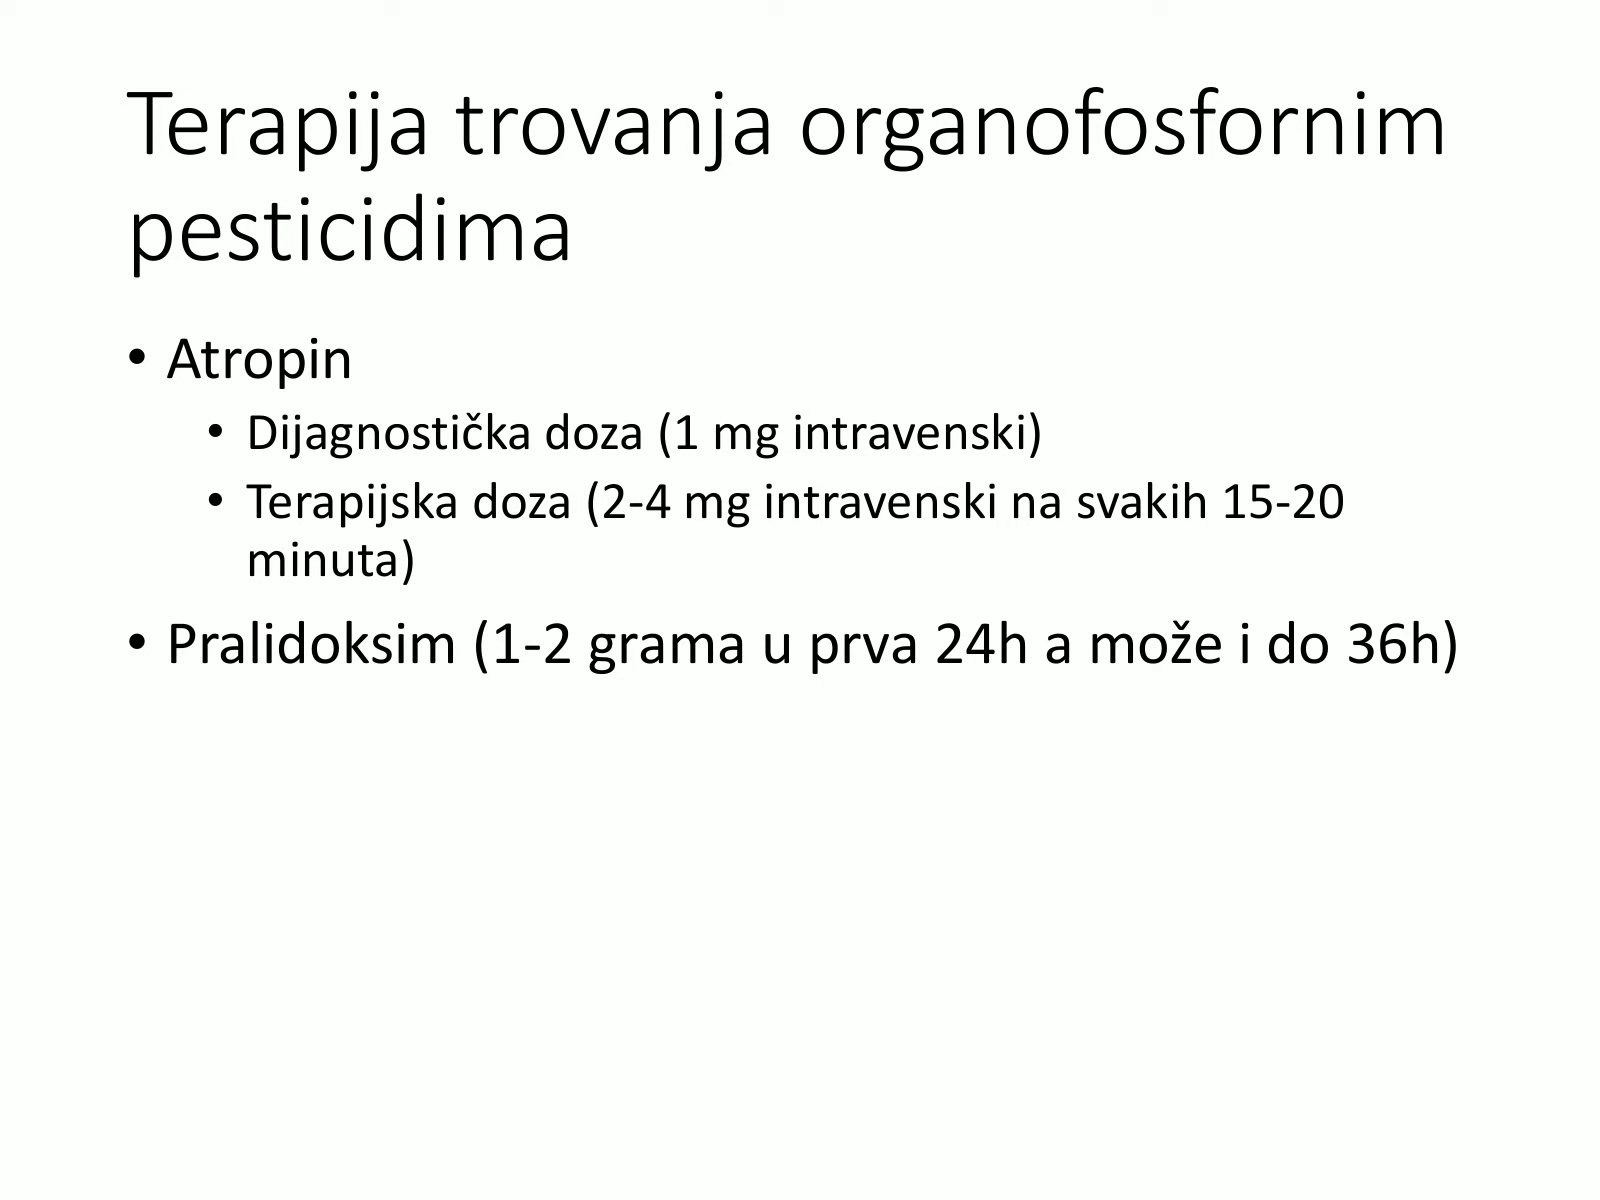 Terapija trovanja organofosfornim
pesticidima
• Atropin
• Dijagnostička doza (1 mg intravenski)
• Terapijska doza (2-4 mg intravenski na svakih 15-20
minuta)
• Pralidoksim (1-2 grama u prva 24h a može i do 36h)